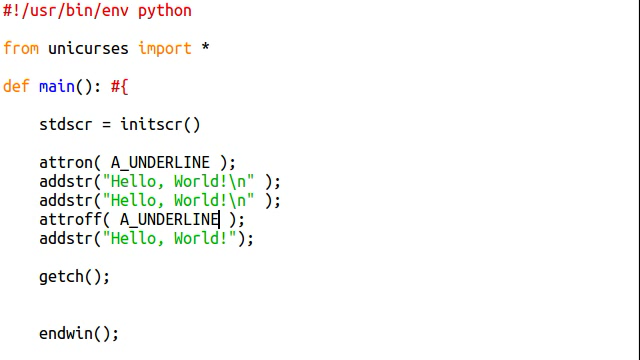 #!/usr/bin/env python
from unicurses import *
def main(): #{
stdscr = initscr()
attron( A_UNDERLINE );
addstr("Hello, World!\n" );
addstr("Hello, World!\n" );
attroff( A_UNDERLINE );
addstr("Hello, World!");
getch();
endwin();